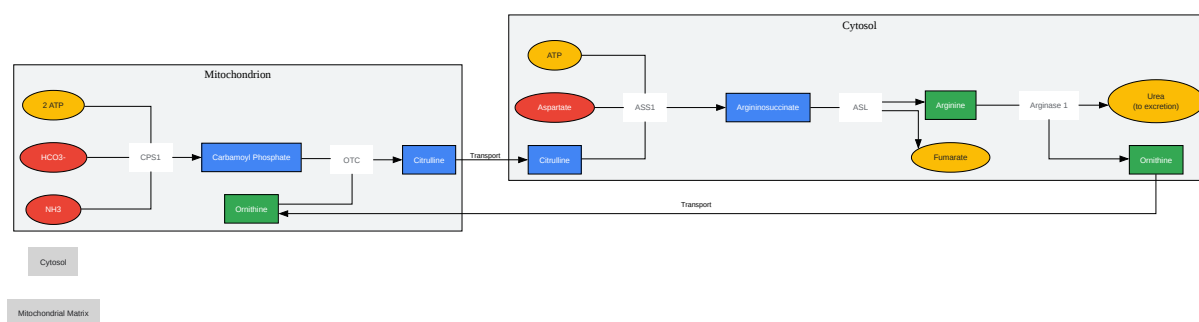 Cytosol
Mitochondrion
2 ATP
HCO3-
NH3
CPS1
Carbamoyl Phosphate
OTC
Citrulline
Ornithine
Transport
ATP
Aspartate
Citrulline
ASS1
Argininosuccinate
ASL
Arginine
Fumarate
Arginase 1
Urea
(to excretion)
Ornithine
Transport
Cytosol
Mitochondrial Matrix